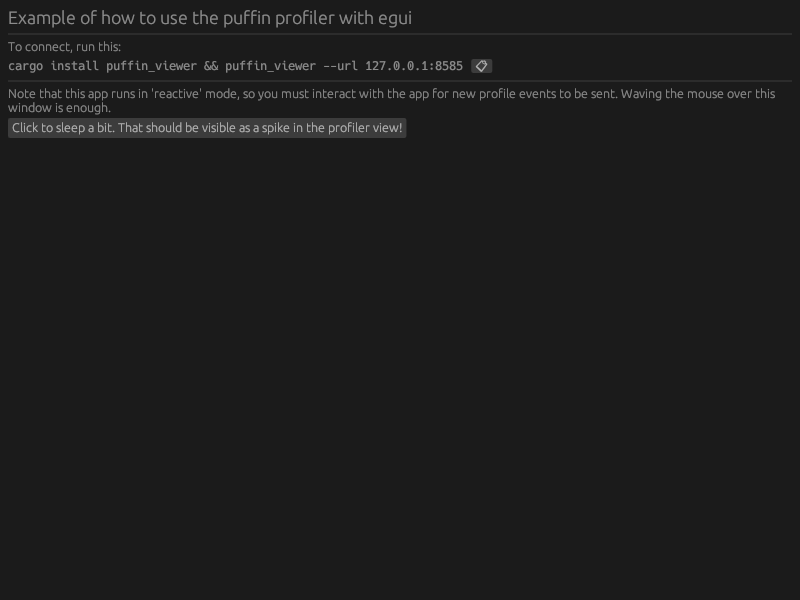 Example of how to use the puffin profiler with egui
To connect, run this:
cargo install puffin_viewer && puffin_viewer --url 127.0.0.1:8585
Note that this app runs in 'reactive' mode, so you must interact with the app for new profile events to be sent. Waving the mouse over this
window is enough.
Click to sleep a bit. That should be visible as a spike in the profiler view!